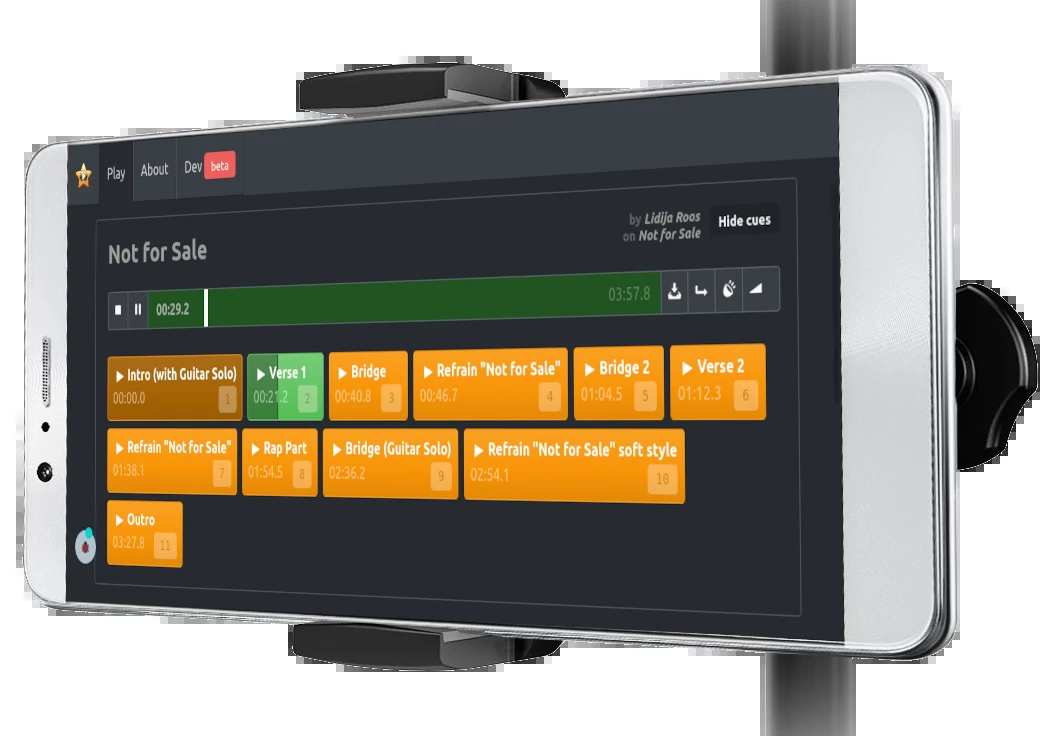 Play About Dev beta
Not for Sale
by Lidija Roos
on Not for Sale
Hide cues
00:29.2 03:57.8
Intro (with Guitar Solo)
00:00.0 1
Verse 1
00:21.2 2
Bridge
00:40.8 3
Refrain "Not for Sale"
00:46.7 4
Bridge 2
01:04.5 5
Verse 2
01:12.3 6
Refrain "Not for Sale"
01:38.1 7
Rap Part
01:54.5 8
Bridge (Guitar Solo)
02:36.2 9
Refrain "Not for Sale" soft style
02:54.1 10
Outro
03:27.8 11